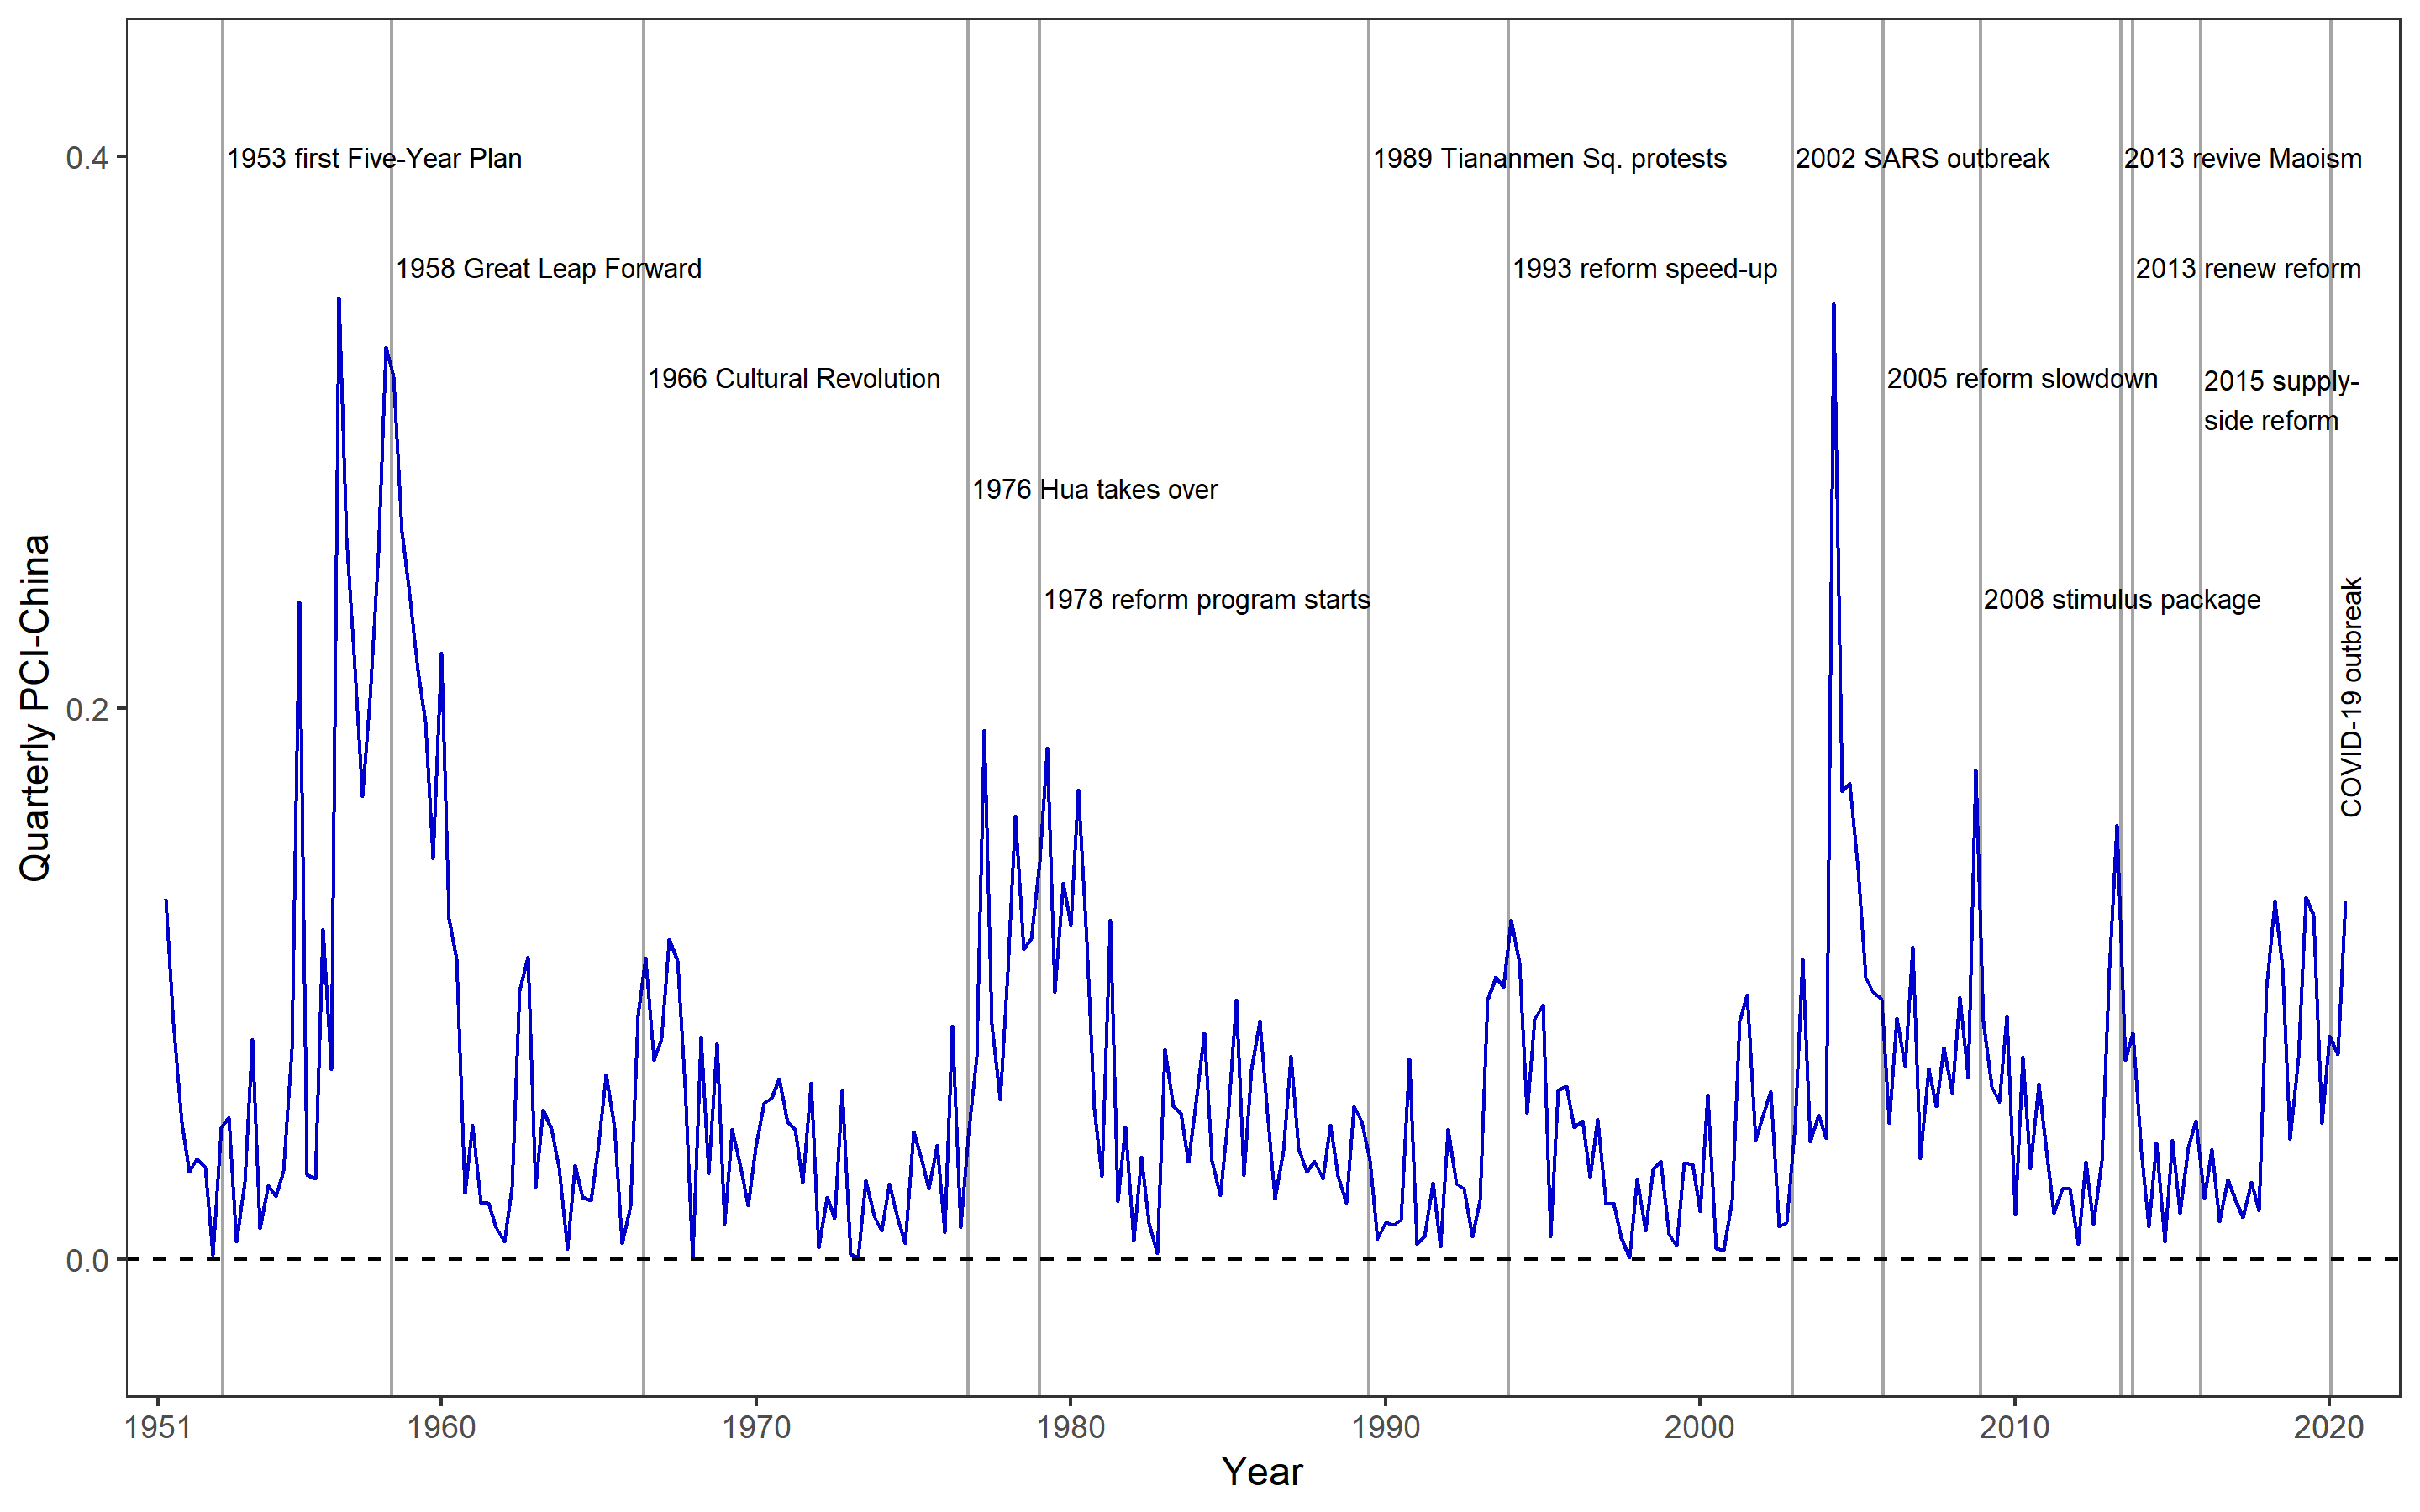 0.4
0.2
0.0
Quarterly PCI-China
1953 first Five-Year Plan
1989 Tiananmen Sq. protests
2002 SARS outbreak
2013 revive Maoism
1958 Great Leap Forward
1993 reform speed-up
2013 renew reform
1966 Cultural Revolution
2005 reform slowdown
2015 supply-
side reform
1976 Hua takes over
1978 reform program starts
2008 stimulus package
COVID-19 outbreak
1951
1960
1970
1980
1990
2000
2010
2020
Year